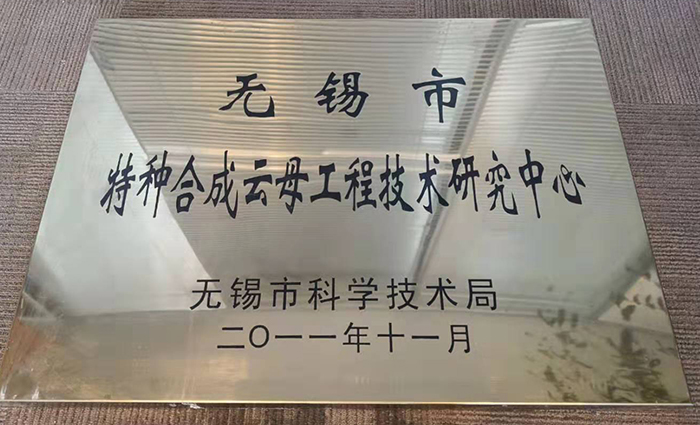 无锡市
特种合成云母工程技术研究中心
无锡市科学技术局
二〇一一年十一月